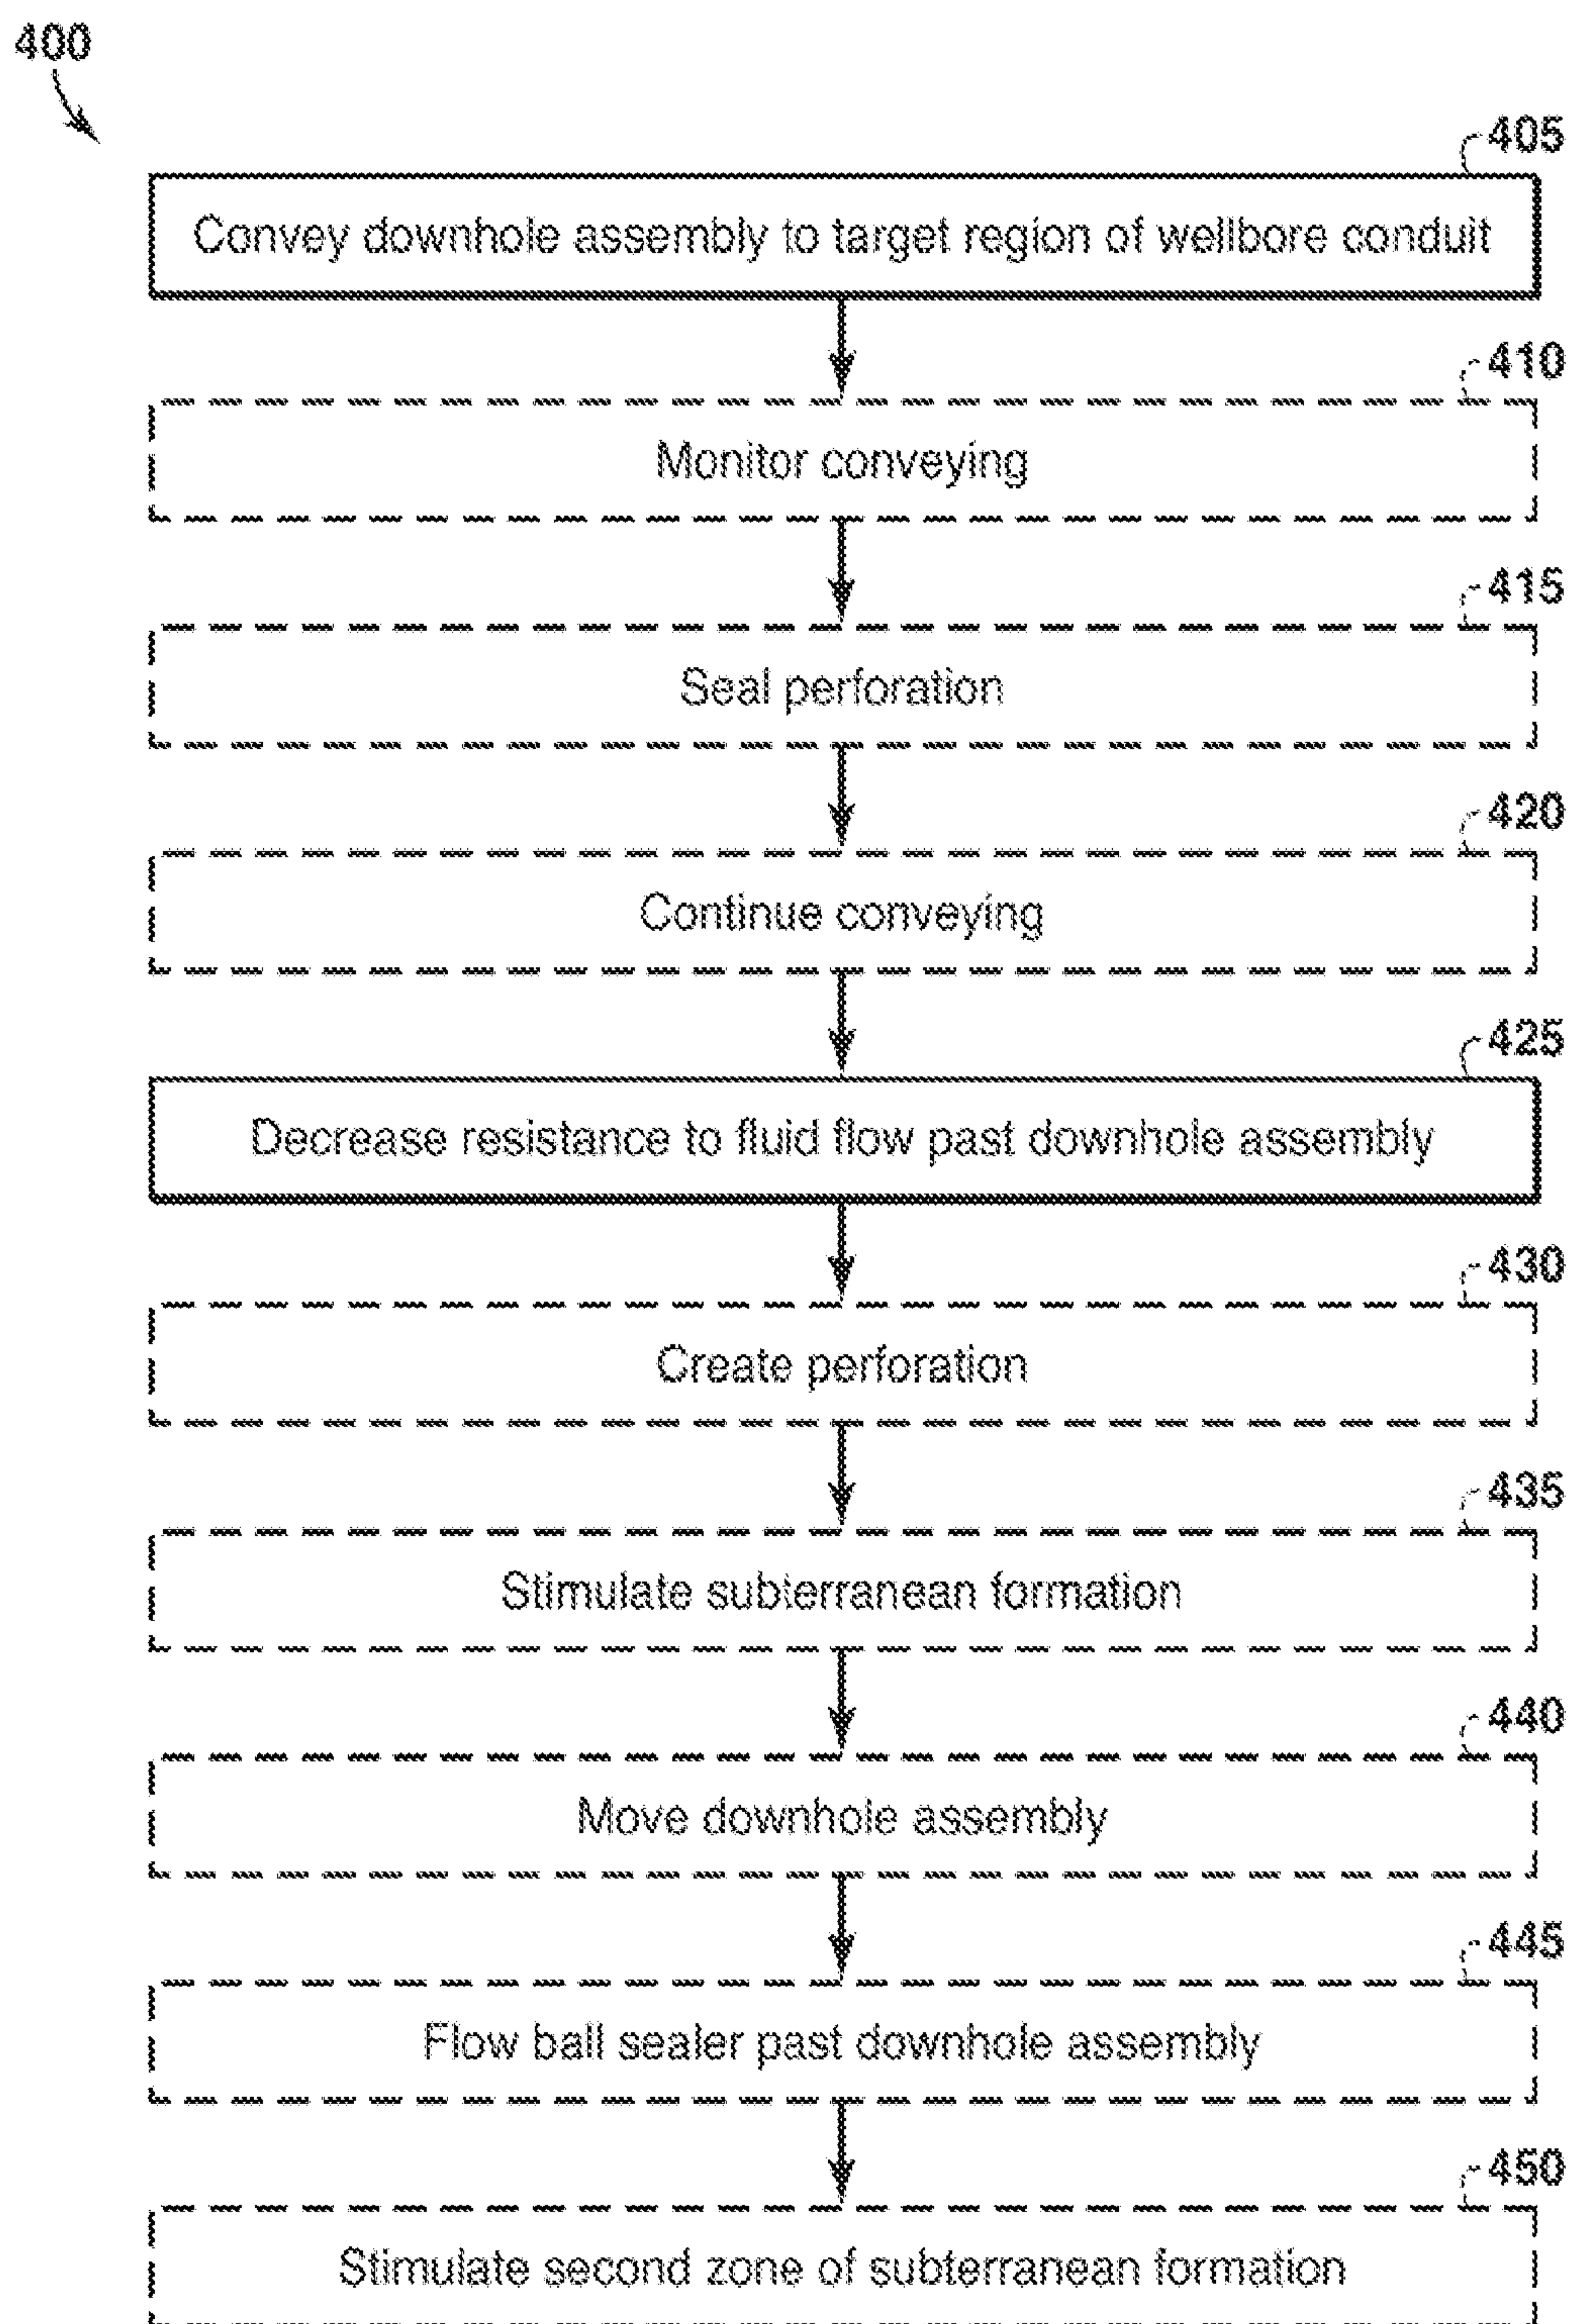 400
405
Convey downhole assembly to target region of wellbore conduit
410
Monitor conveying
415
Seal perforation
420
Continue conveying
425
Decrease resistance to fluid flow past downhole assembly
430
Create perforation
435
Stimulate subterranean formation
440
Move downhole assembly
445
Flow ball sealer past downhole assembly
450
Stimulate second zone of subterranean formation